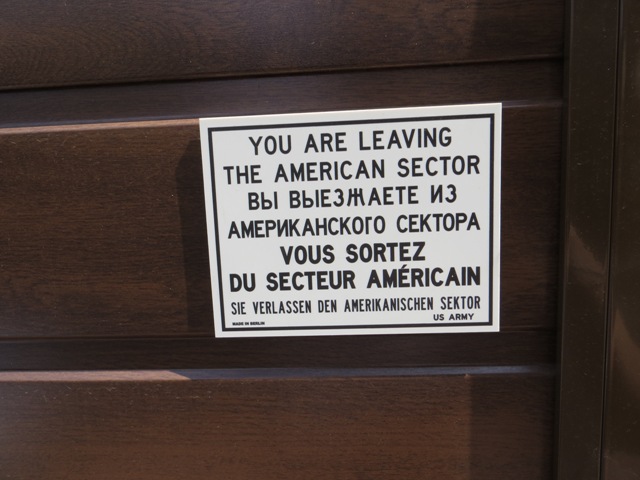 YOU ARE LEAVING
THE AMERICAN SECTOR
ВЫ ВЫЕЗЖАЕТЕ ИЗ
АМЕРИКАНСКОГО СЕКТОРА
VOUS SORTEZ
DU SECTEUR AMÉRICAIN
SIE VERLASSEN DEN AMERIKANISCHEN SEKTOR
MADE IN BERLIN US ARMY